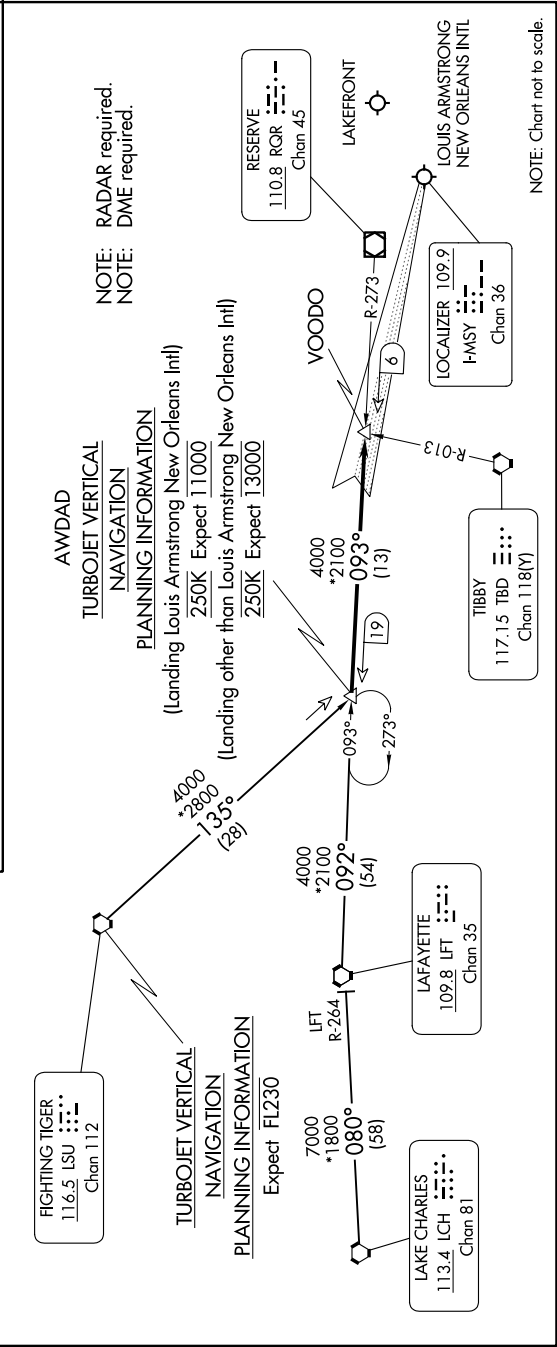 FIGHTING TIGER
116.5 LSU
Chan 112
TURBOJET VERTICAL
NAVIGATION
PLANNING INFORMATION
Expect FL230
4000
*2800
135°
(28)
AWDAD
TURBOJET VERTICAL
NAVIGATION
PLANNING INFORMATION
(Landing Louis Armstrong New Orleans Intl)
250K Expect 11000
(Landing other than Louis Armstrong New Orleans Intl)
250K Expect 13000
NOTE: RADAR required.
NOTE: DME required.
RESERVE
110.8 RQR
Chan 45
LAKEFRONT
LOUIS ARMSTRONG
NEW ORLEANS INTL
VOODO
R-273
6
LOCALIZER 109.9
I-MSY
Chan 36
R-013
TIBBY
117.15 TBD
Chan 118(Y)
4000
*2100
093°
(13)
19
093°
273°
4000
*2100
092°
(54)
LAFAYETTE
109.8 LFT
Chan 35
LFT
R-264
7000
*1800
080°
(58)
LAKE CHARLES
113.4 LCH
Chan 81
NOTE: Chart not to scale.